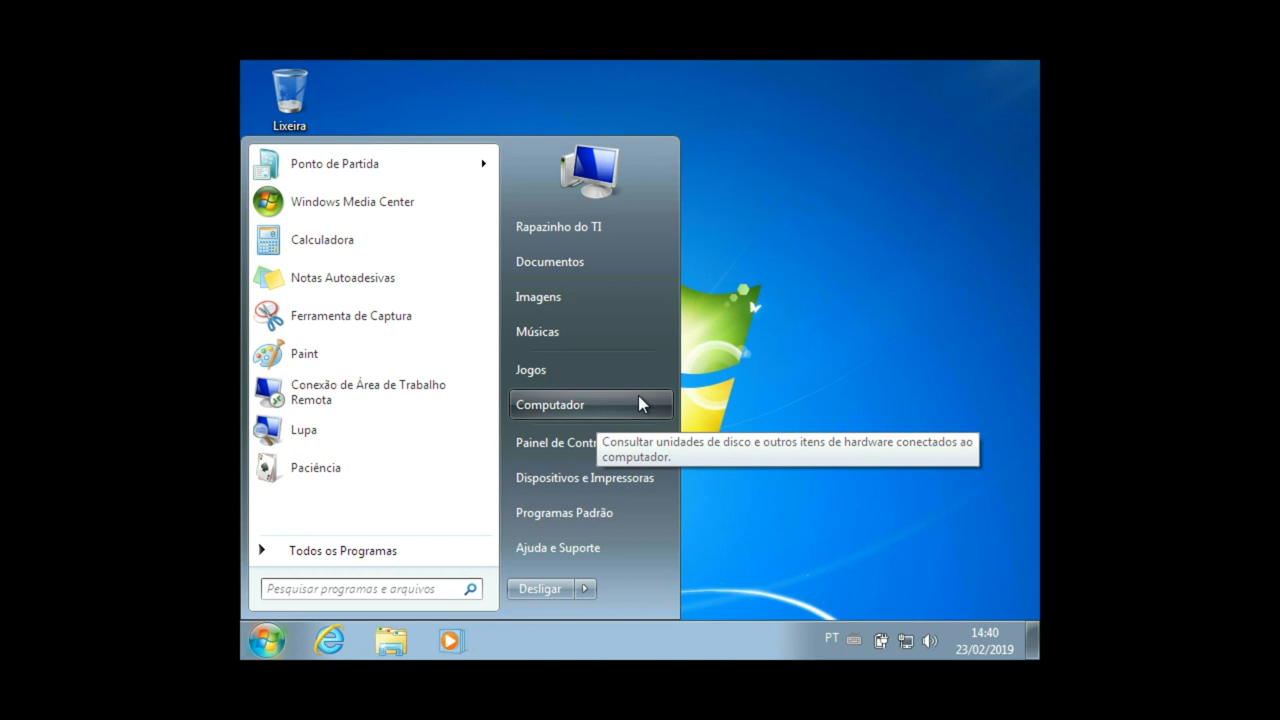 Lixeira
Ponto de Partida
Windows Media Center
Calculadora
Notas Autoadesivas
Ferramenta de Captura
Paint
Conexão de Área de Trabalho
Remota
Lupa
Paciência
Todos os Programas
Pesquisar programas e arquivos
Rapazinho do TI
Documentos
Imagens
Músicas
Jogos
Computador
Painel de Contr
Consultar unidades de disco e outros itens de hardware conectados ao
computador.
Dispositivos e Impressoras
Programas Padrão
Ajuda e Suporte
Desligar
PT
14:40
23/02/2019